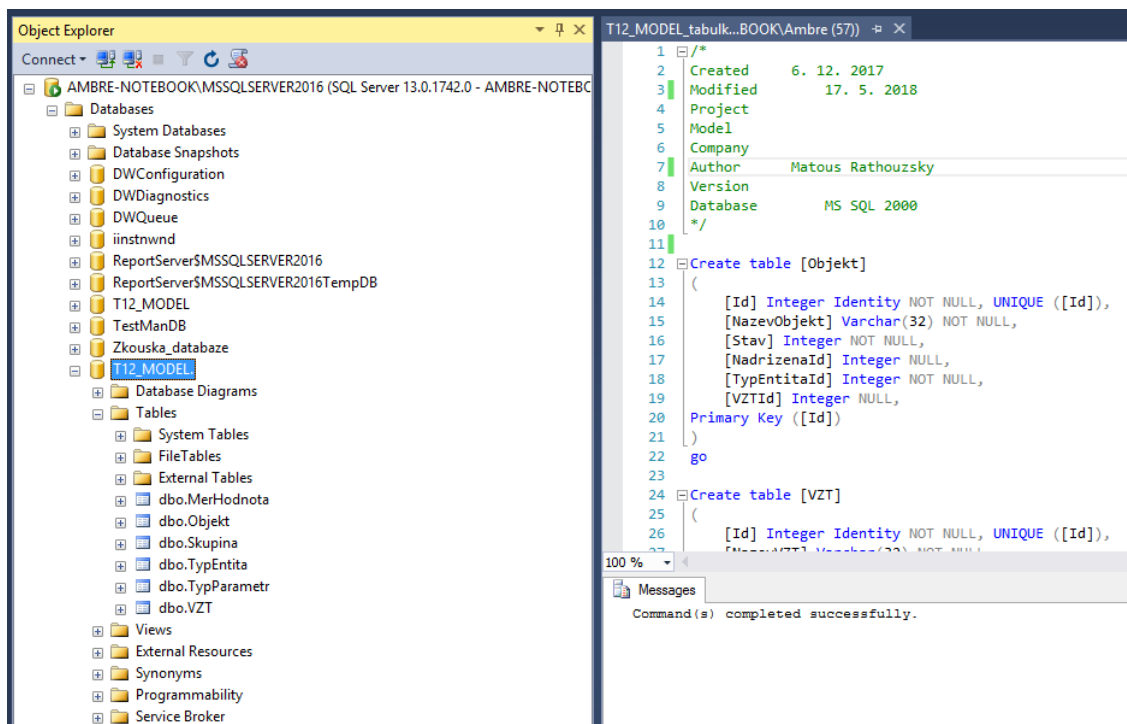 Object Explorer
Connect
AMBRE-NOTEBOOK\MSSQLSERVER2016 (SQL Server 13.0.1742.0 - AMBRE-NOTEBC
Databases
System Databases
Database Snapshots
DWConfiguration
DWDiagnostics
DWQueue
iinstnwnd
ReportServer$MSSQLSERVER2016
ReportServer$MSSQLSERVER2016TempDB
T12_MODEL
TestManDB
Zkouska_databaze
T12_MODEL.
Database Diagrams
Tables
System Tables
FileTables
External Tables
dbo.MerHodnota
dbo.Objekt
dbo.Skupina
dbo.TypEntita
dbo.TypParametr
dbo.VZT
Views
External Resources
Synonyms
Programmability
Service Broker
T12_MODEL_tabulk...BOOK\Ambre (57))
1 /*
2 Created 6. 12. 2017
3 Modified 17. 5. 2018
4 Project
5 Model
6 Company
7 Author Matous Rathouzsky
8 Version
9 Database MS SQL 2000
10 */
11
12 Create table [Objekt]
13 (
14 [Id] Integer Identity NOT NULL, UNIQUE ([Id]),
15 [NazevObjekt] Varchar(32) NOT NULL,
16 [Stav] Integer NOT NULL,
17 [NadrizenaId] Integer NULL,
18 [TypEntitaId] Integer NOT NULL,
19 [VZTId] Integer NULL,
20 Primary Key ([Id])
21 )
22 go
23
24 Create table [VZT]
25 (
26 [Id] Integer Identity NOT NULL, UNIQUE ([Id]),
27 [NazevVZT] Varchar(32) NOT NULL,
100 %
Messages
Command(s) completed successfully.